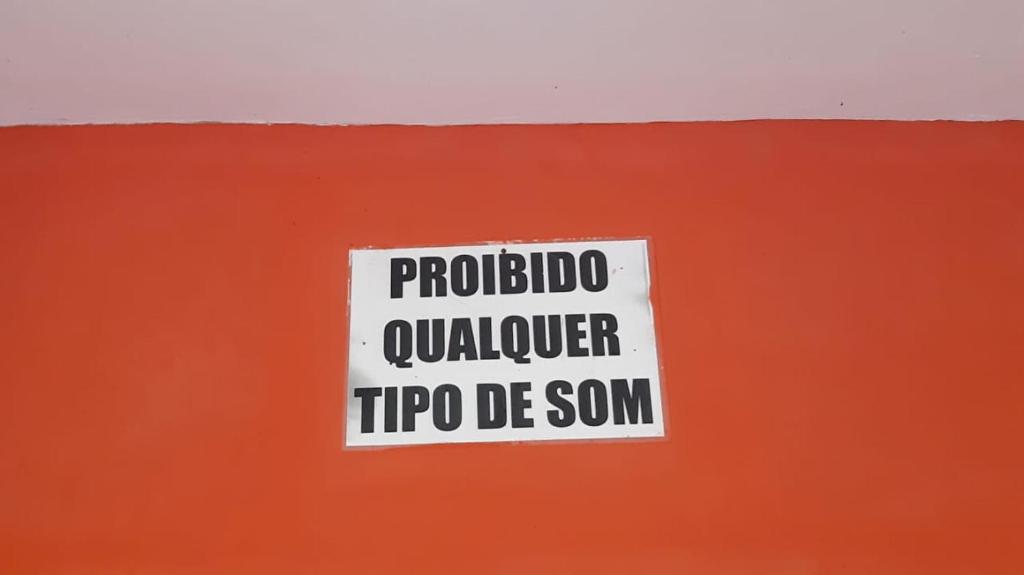 PROIBIDO
QUALQUER
TIPO DE SOM